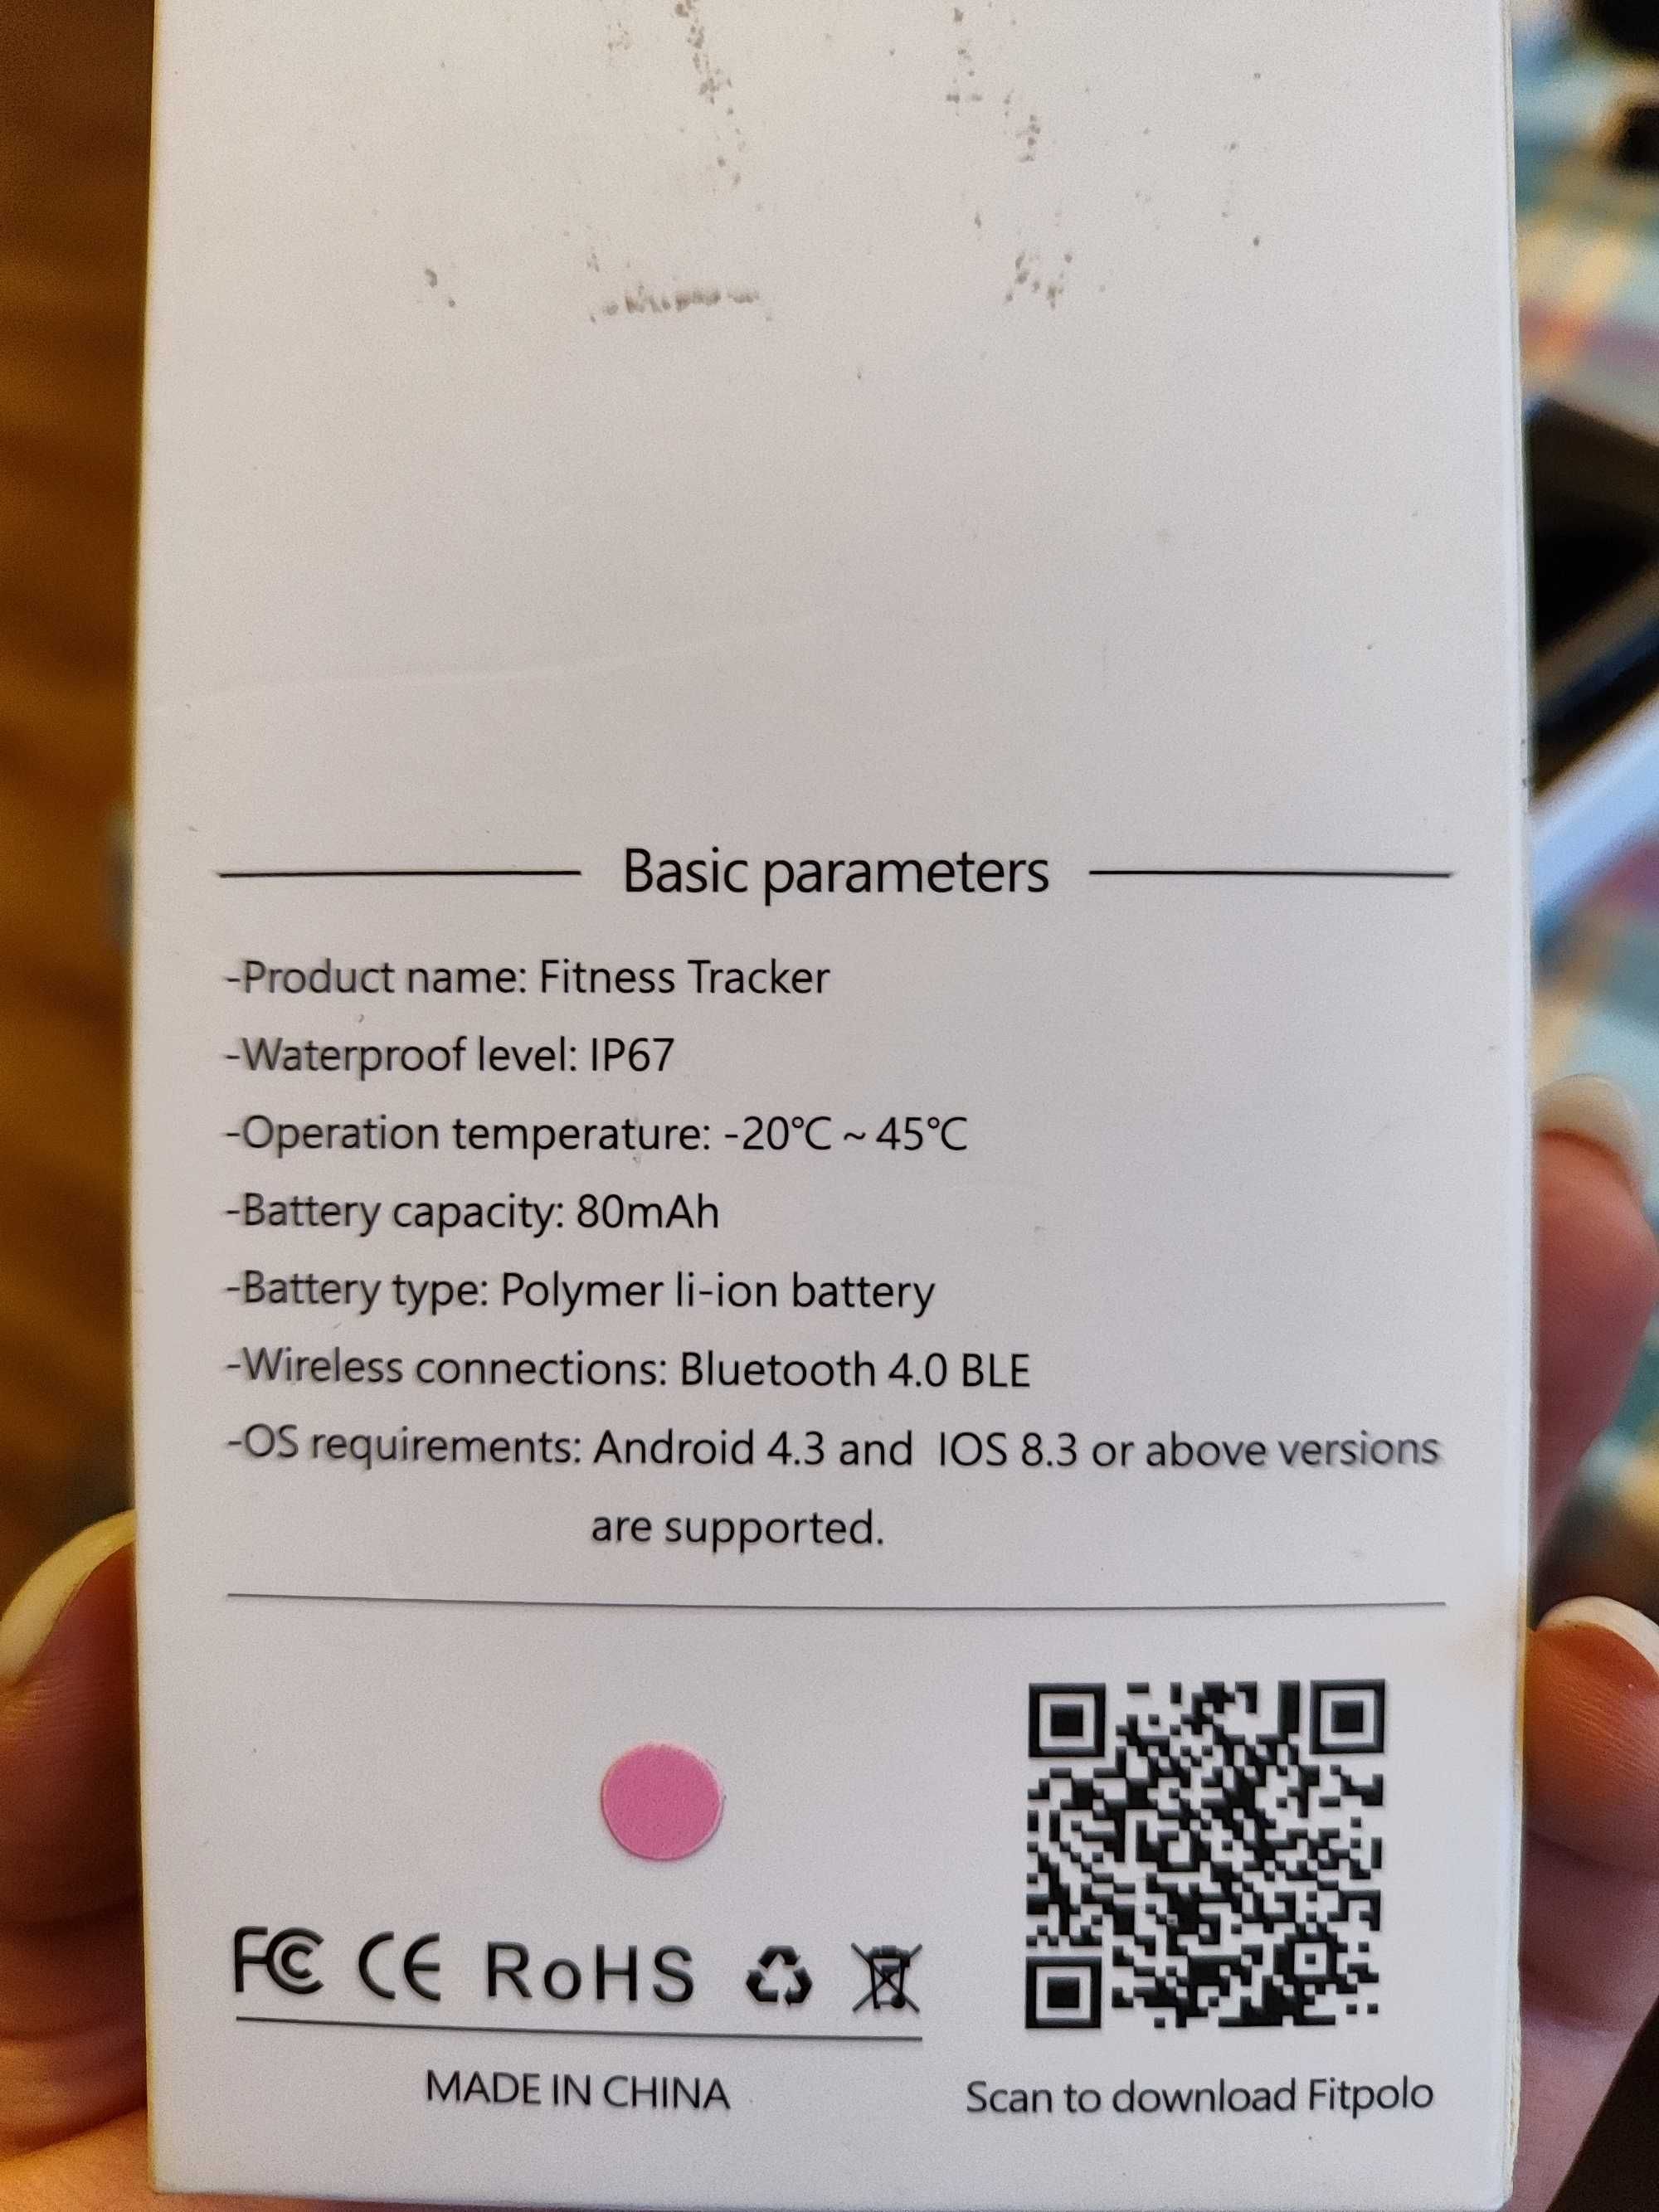 Basic parameters
-Product name: Fitness Tracker
-Waterproof level: IP67
-Operation temperature: -20℃ ~ 45℃
-Battery capacity: 80mAh
-Battery type: Polymer li-ion battery
-Wireless connections: Bluetooth 4.0 BLE
-OS requirements: Android 4.3 and IOS 8.3 or above versions
are supported.
FC CE RoHS
MADE IN CHINA
Scan to download Fitpolo